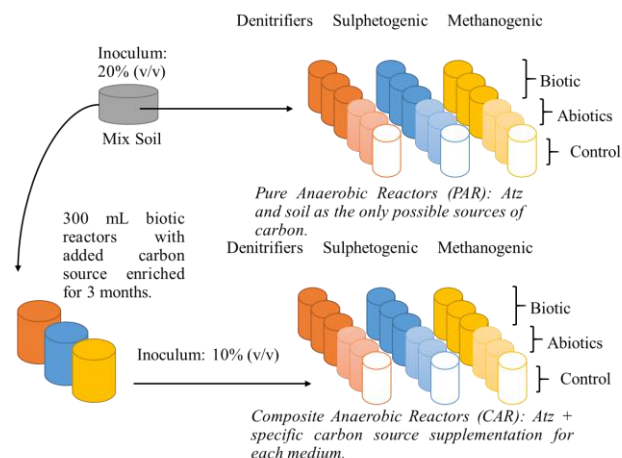 Denitrifiers Sulphetogenic Methanogenic
Inoculum:
20% (v/v)
Mix Soil
Biotic
Abiotics
Control
Pure Anaerobic Reactors (PAR): Atz
and soil as the only possible sources of
carbon.
300 mL biotic
reactors with
added carbon
source enriched
for 3 months.
Denitrifiers Sulphetogenic Methanogenic
Inoculum: 10% (v/v)
Biotic
Abiotics
Control
Composite Anaerobic Reactors (CAR): Atz +
specific carbon source supplementation for
each medium.